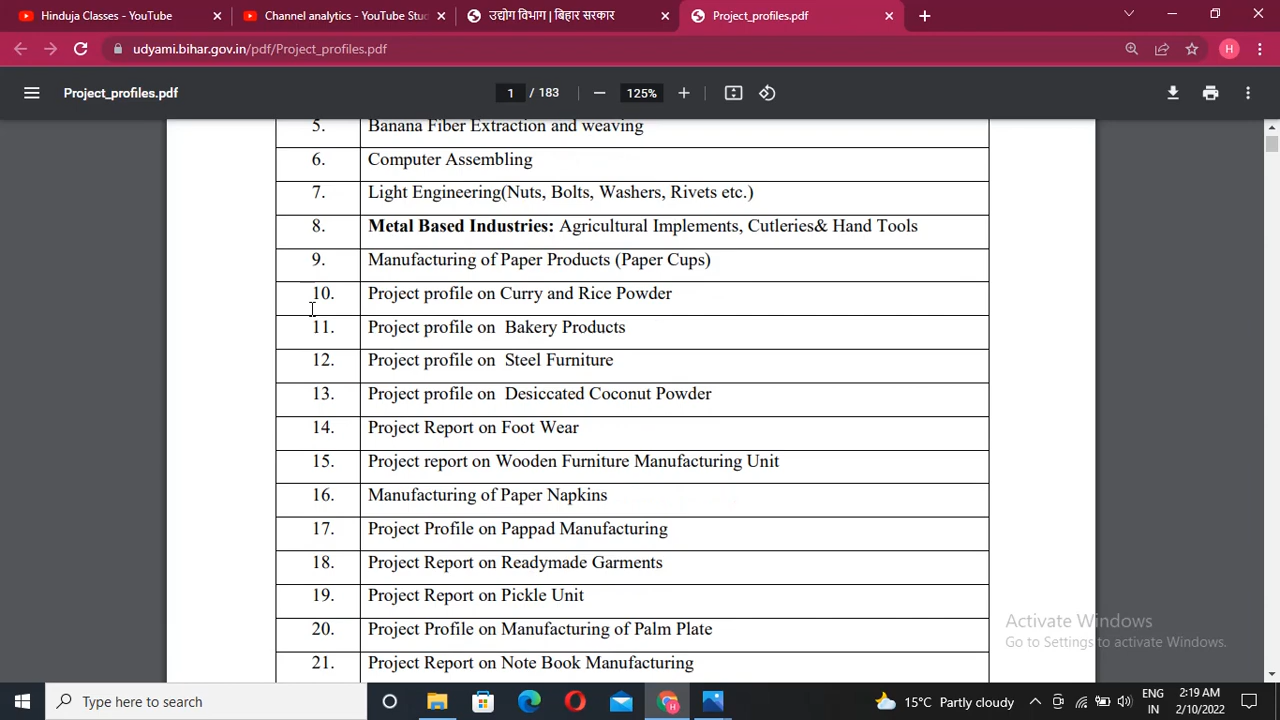 Hinduja Classes - YouTube
Channel analytics - YouTube Stu
उद्योग विभाग | बिहार सरकार
Project_profiles.pdf
udyami.bihar.gov.in/pdf/Project_profiles.pdf
H
Project_profiles.pdf
1 / 183
125%
5. Banana Fiber Extraction and weaving
6. Computer Assembling
7. Light Engineering(Nuts, Bolts, Washers, Rivets etc.)
8. Metal Based Industries: Agricultural Implements, Cutleries& Hand Tools
9. Manufacturing of Paper Products (Paper Cups)
10. Project profile on Curry and Rice Powder
11. Project profile on Bakery Products
12. Project profile on Steel Furniture
13. Project profile on Desiccated Coconut Powder
14. Project Report on Foot Wear
15. Project report on Wooden Furniture Manufacturing Unit
16. Manufacturing of Paper Napkins
17. Project Profile on Pappad Manufacturing
18. Project Report on Readymade Garments
19. Project Report on Pickle Unit
20. Project Profile on Manufacturing of Palm Plate
21. Project Report on Note Book Manufacturing
Activate Windows
Go to Settings to activate Windows.
Type here to search
15°C Partly cloudy
ENG
IN
2:19 AM
2/10/2022